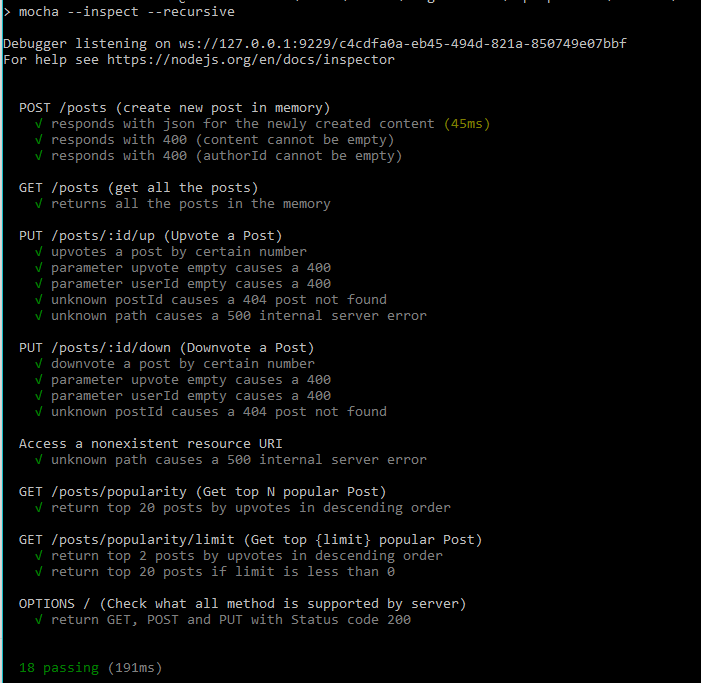 > mocha --inspect --recursive
Debugger listening on ws://127.0.0.1:9229/c4cdfa0a-eb45-494d-821a-850749e07bbf
For help see https://nodejs.org/en/docs/inspector
POST /posts (create new post in memory)
√ responds with json for the newly created content (45ms)
√ responds with 400 (content cannot be empty)
√ responds with 400 (authorId cannot be empty)
GET /posts (get all the posts)
√ returns all the posts in the memory
PUT /posts/:id/up (Upvote a Post)
√ upvotes a post by certain number
√ parameter upvote empty causes a 400
√ parameter userId empty causes a 400
√ unknown postId causes a 404 post not found
√ unknown path causes a 500 internal server error
PUT /posts/:id/down (Downvote a Post)
√ downvote a post by certain number
√ parameter upvote empty causes a 400
√ parameter userId empty causes a 400
√ unknown postId causes a 404 post not found
Access a nonexistent resource URI
√ unknown path causes a 500 internal server error
GET /posts/popularity (Get top N popular Post)
√ return top 20 posts by upvotes in descending order
GET /posts/popularity/limit (Get top {limit} popular Post)
√ return top 2 posts by upvotes in descending order
√ return top 20 posts if limit is less than 0
OPTIONS / (Check what all method is supported by server)
√ return GET, POST and PUT with Status code 200
18 passing (191ms)